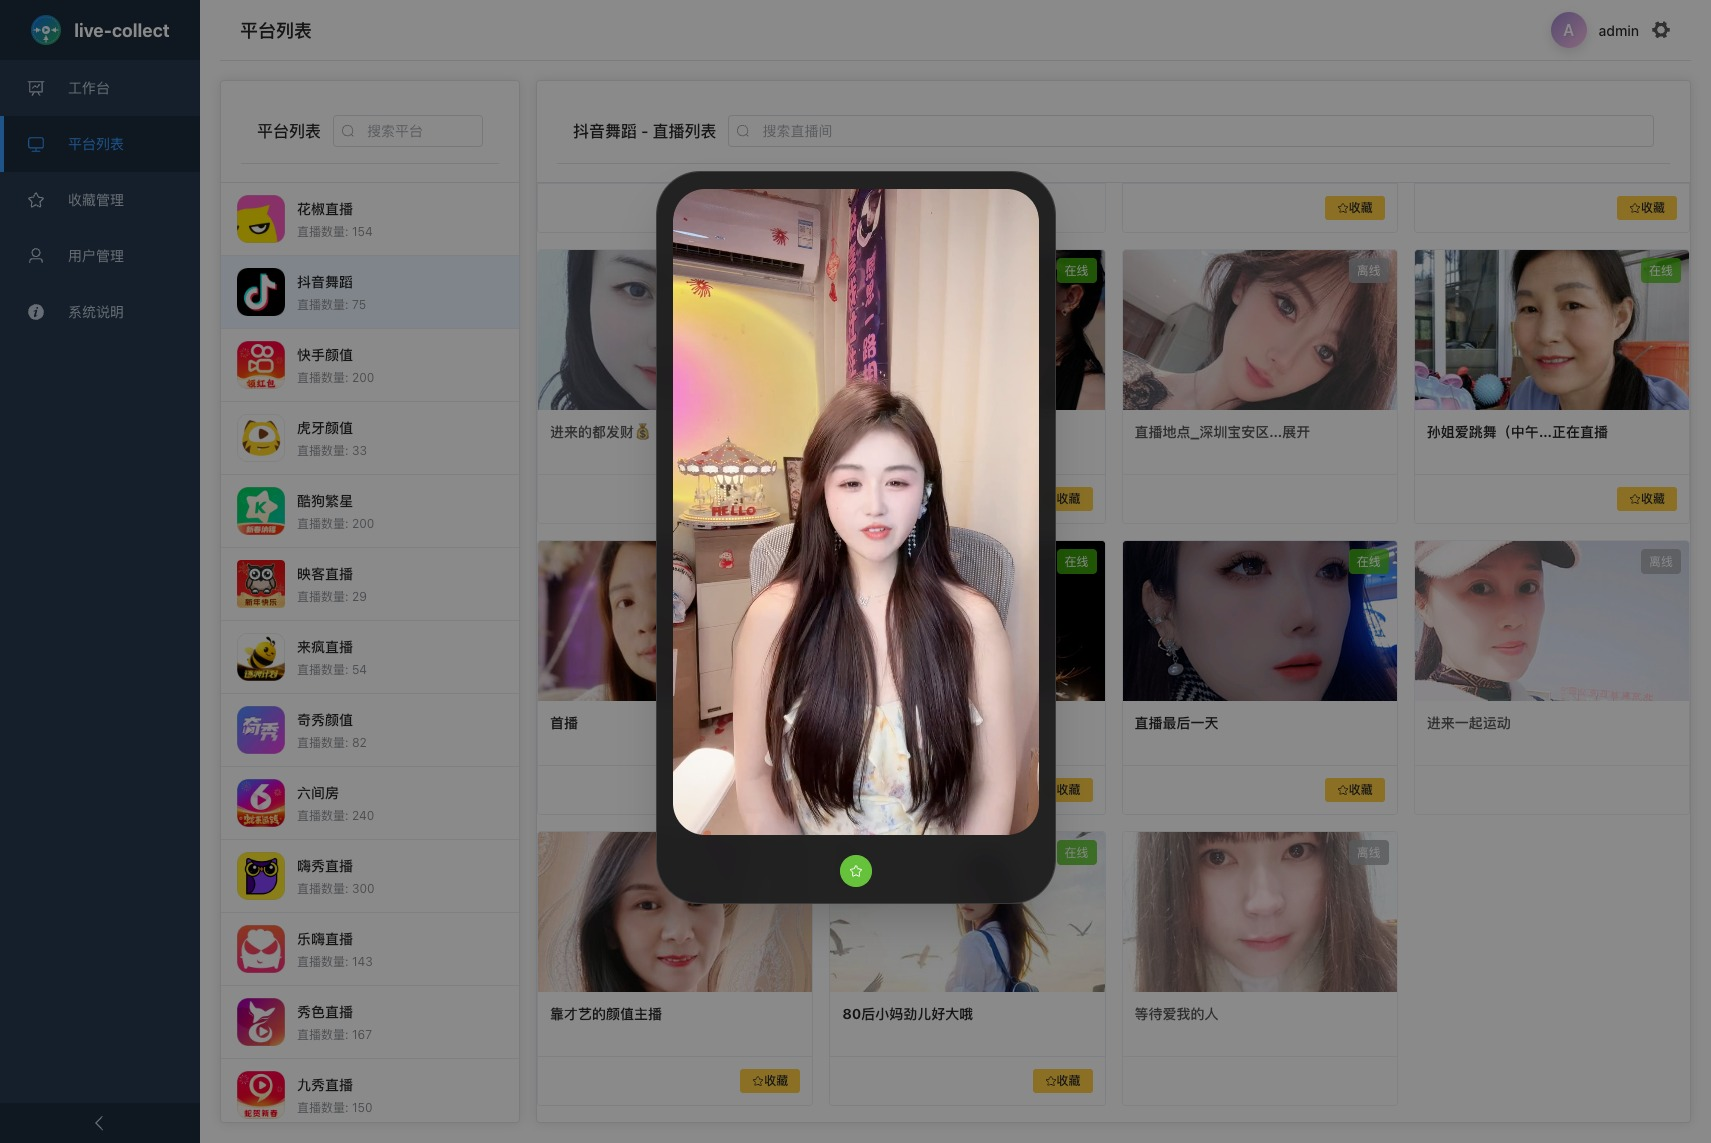 live-collect
工作台
平台列表
收藏管理
用户管理
系统说明
平台列表
A
admin
平台列表
搜索平台
花椒直播
直播数量: 154
抖音舞蹈
直播数量: 75
快手颜值
直播数量: 200
领红包
虎牙颜值
直播数量: 33
酷狗繁星
直播数量: 200
K
映客直播
直播数量: 29
新年快乐
来疯直播
直播数量: 54
奇秀颜值
直播数量: 82
奇秀
六间房
直播数量: 240
6
嗨秀直播
直播数量: 300
乐嗨直播
直播数量: 143
秀色直播
直播数量: 167
九秀直播
直播数量: 150
抖音舞蹈 - 直播列表
搜索直播间
收藏
收藏
在线
离线
在线
进来的都发财💰
直播地点_深圳宝安区...展开
孙姐爱跳舞（中午...正在直播
收藏
收藏
HELLO
在线
在线
离线
首播
直播最后一天
进来一起运动
收藏
收藏
在线
离线
靠才艺的颜值主播
80后小妈劲儿好大哦
等待爱我的人
收藏
收藏